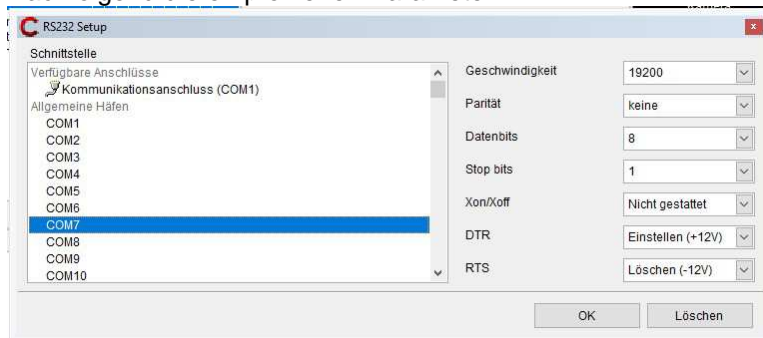 RS232 Setup
Schnittstelle
Verfügbare Anschlüsse
Kommunikationsanschluss (COM1)
Allgemeine Häfen
COM1
COM2
COM3
COM4
COM5
COM6
COM7
COM8
COM9
COM10
Geschwindigkeit 19200
Parität keine
Datenbits 8
Stop bits 1
Xon/Xoff Nicht gestattet
DTR Einstellen (+12V)
RTS Löschen (-12V)
OK Löschen